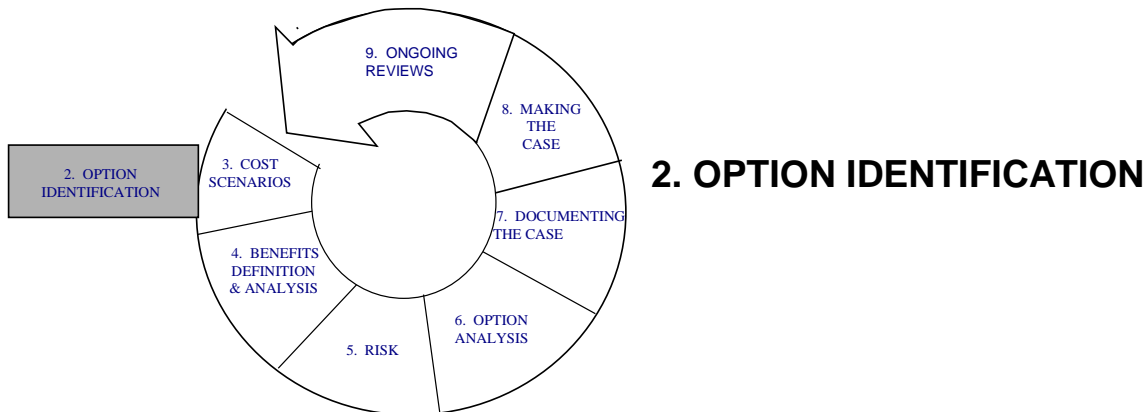 9. ONGOING
REVIEWS
8. MAKING
THE
CASE
2. OPTION
IDENTIFICATION
3. COST
SCENARIOS
2. OPTION IDENTIFICATION
7. DOCUMENTING
THE CASE
4. BENEFITS
DEFINITION
& ANALYSIS
6. OPTION
ANALYSIS
5. RISK